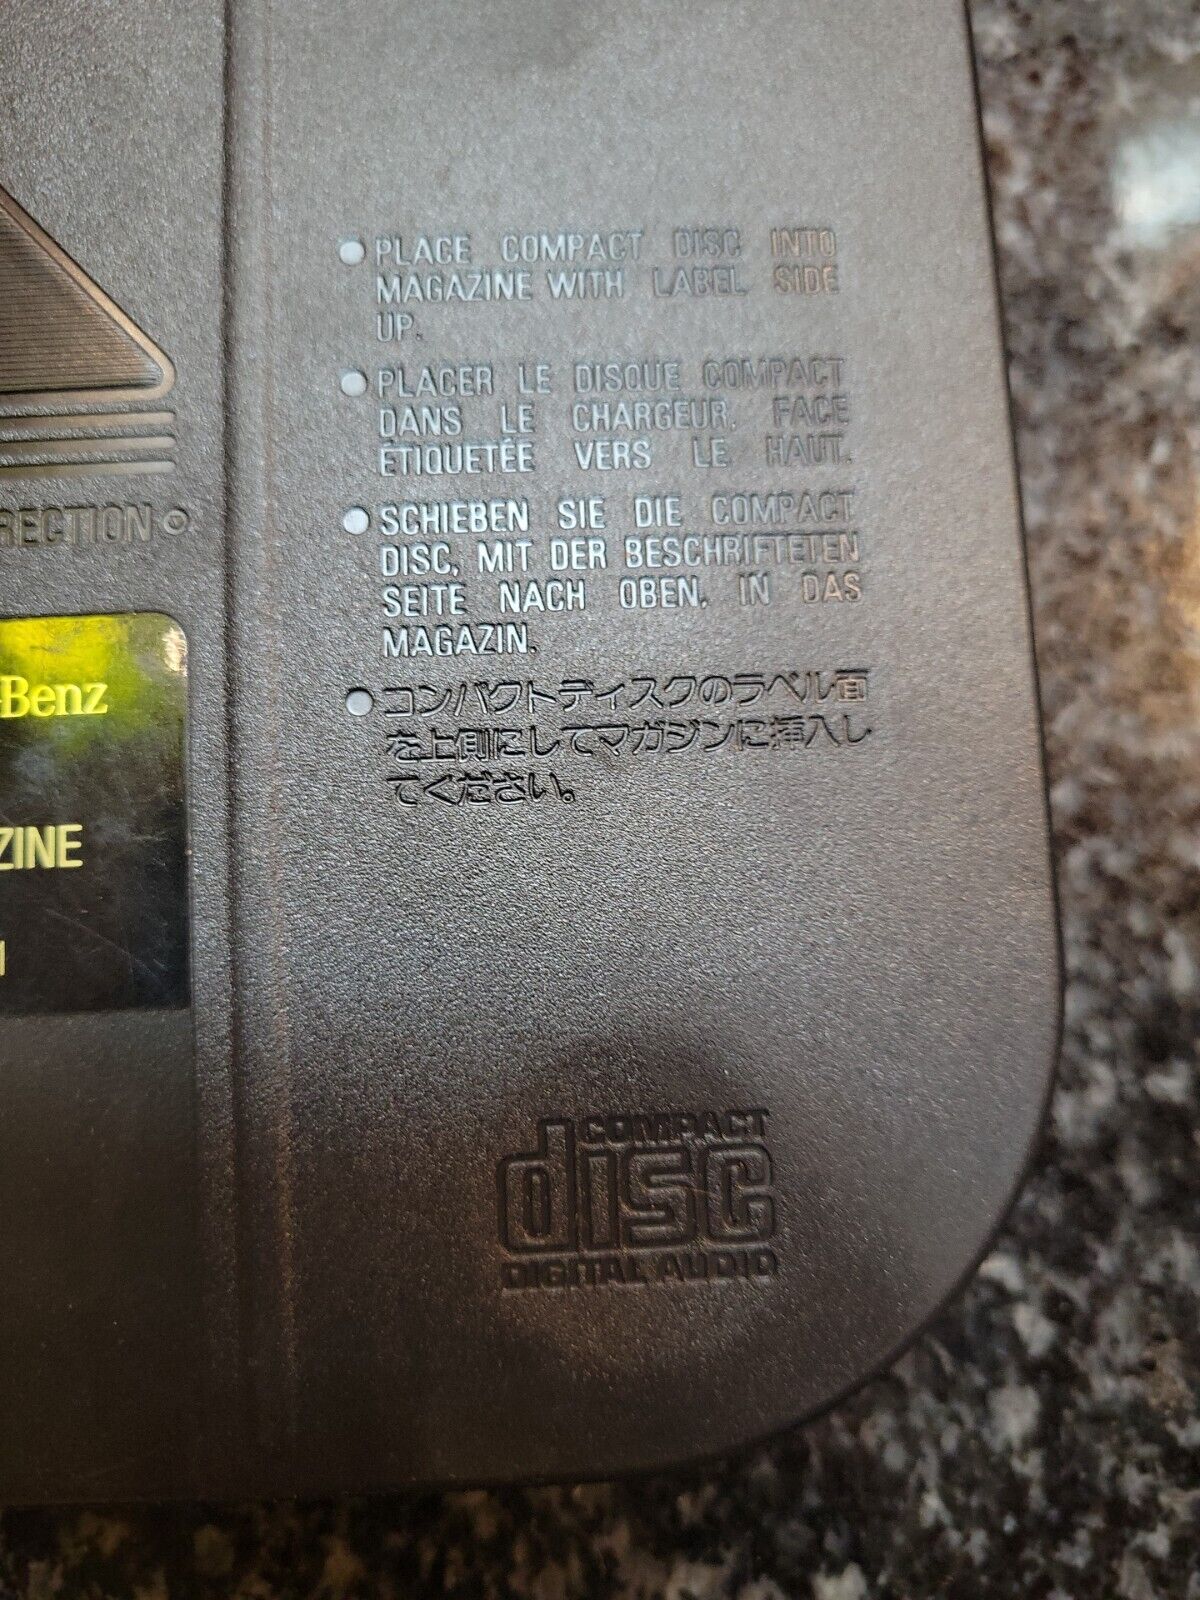 PLACE COMPACT DISC INTO
MAGAZINE WITH LABEL SIDE
UP.
PLACER LE DISQUE COMPACT
DANS LE CHARGEUR, FACE
ÉTIQUETÉE VERS LE HAUT.
RECTION
SCHIEBEN SIE DIE COMPACT
DISC, MIT DER BESCHRIFTETEN
SEITE NACH OBEN, IN DAS
MAGAZIN.
コンパクトディスクのラベル面
を上側にしてマガジンに挿入し
てください。
-Benz
ZINE
COMPACT
disc
DIGITAL AUDIO